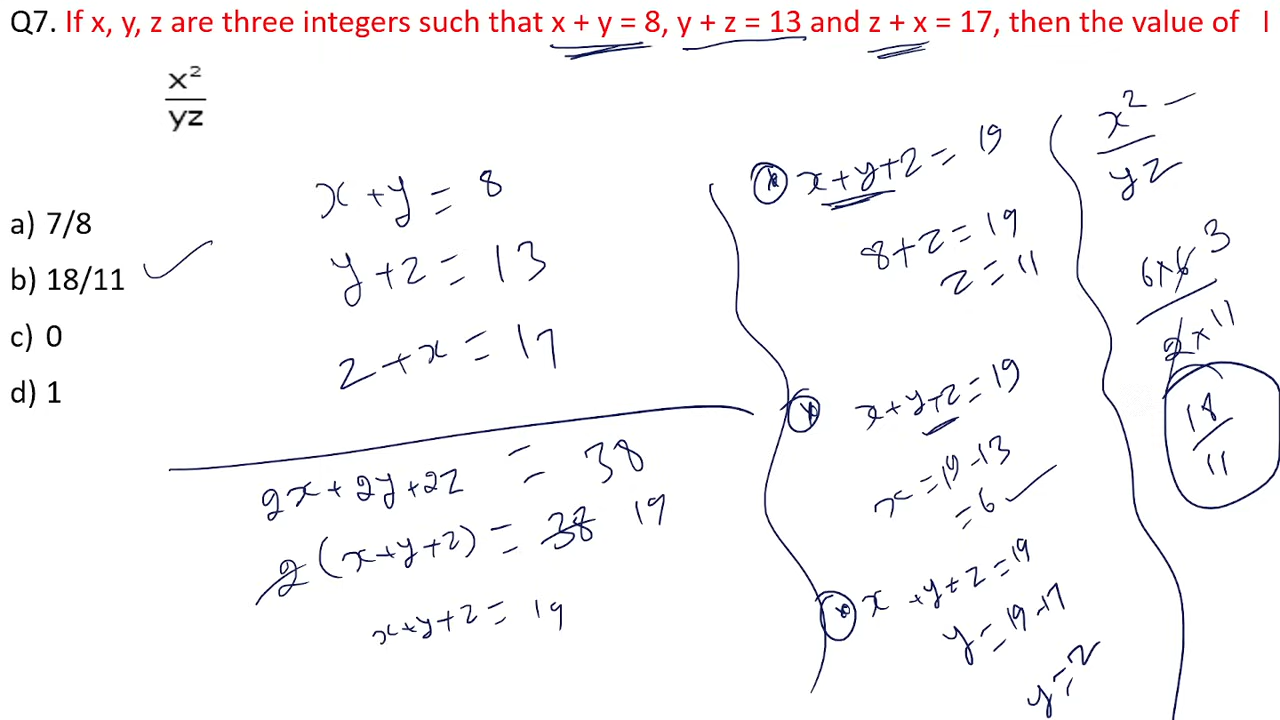 Q7. If x, y, z are three integers such that x + y = 8, y + z = 13 and z + x = 17, then the value of I
x²
yz
a) 7/8
b) 18/11
c) 0
d) 1
x + y = 8
y + z = 13
z + x = 17
2x + 2y + 2z = 38
2 (x+y+z) = 38 19
x+y+z = 19
x+y+z = 19
8+z = 19
z = 11
x+y+z = 19
x = 19-13
= 6
x +y+z = 19
y = 19-17
y = 2
x²
yz
6×6 3
2×11
18
11